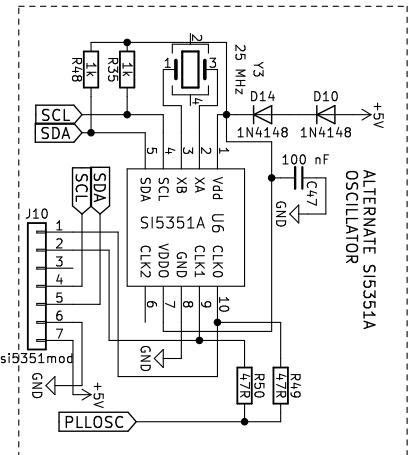 2
1
3
4
Y3
25 MHz
1k
R48
1k
R35
D14
1N4148
D10
1N4148
+5V
SCL
SDA
5
4
3
2
1
SDA
SCL
XB
XA
Vdd
SI5351A
U6
CLK2
VDDO
GND
CLK1
CLK0
6
7
8
9
10
100 nF
C47
GND
ALTERNATE SI5351A
OSCILLATOR
SCL
SDA
J10
1
2
3
4
5
6
7
si5351mod
GND
+5V
GND
R50
47R
R49
47R
PLLOSC